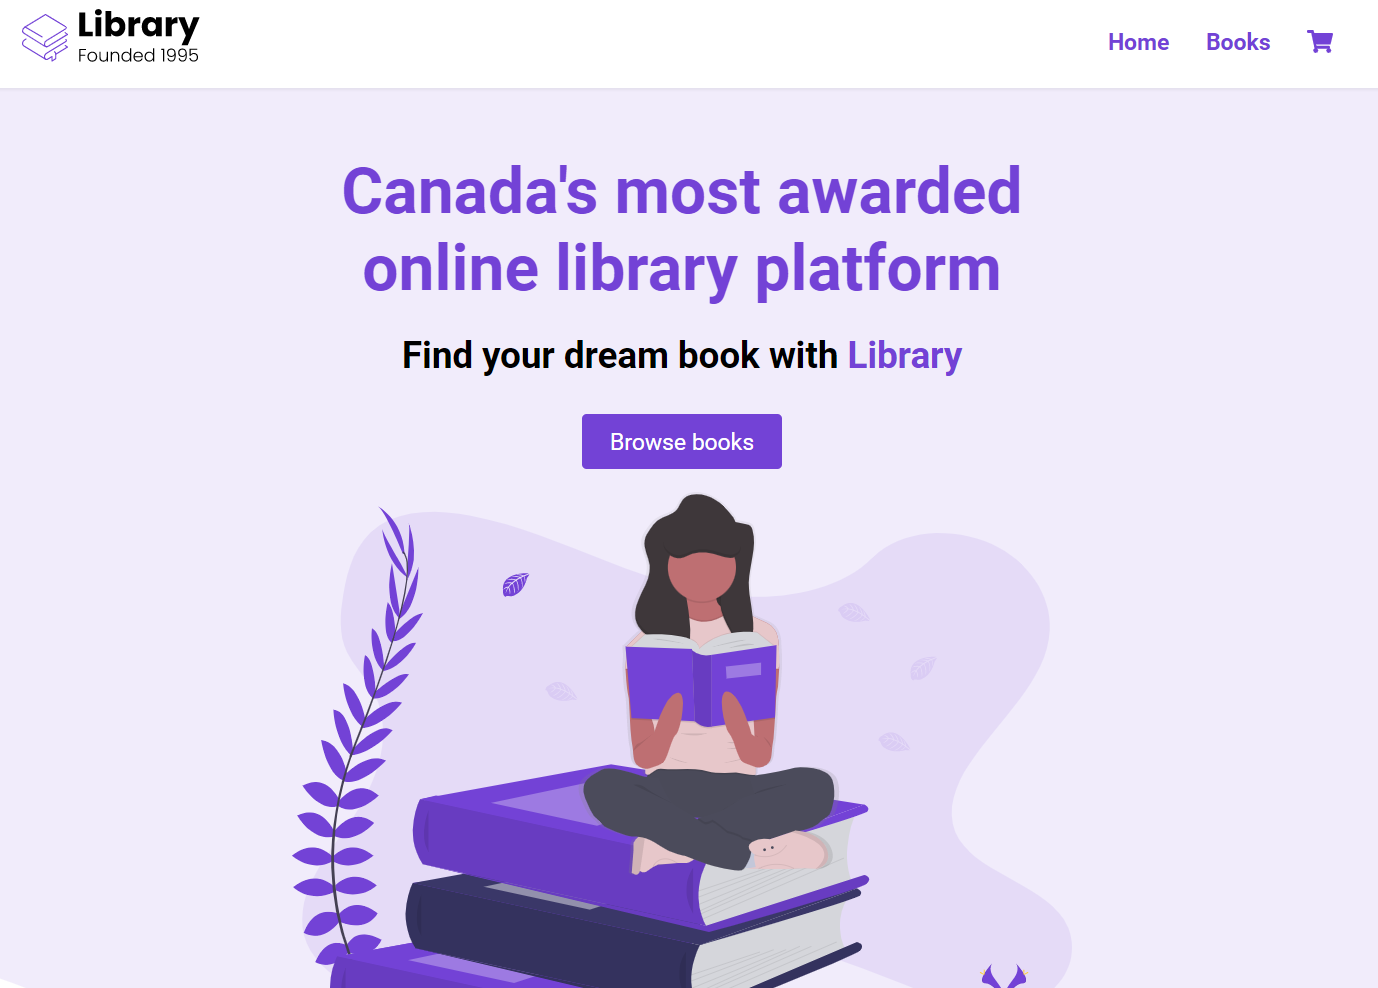 Library
Founded 1995
Home
Books
Canada's most awarded
online library platform
Find your dream book with Library
Browse books